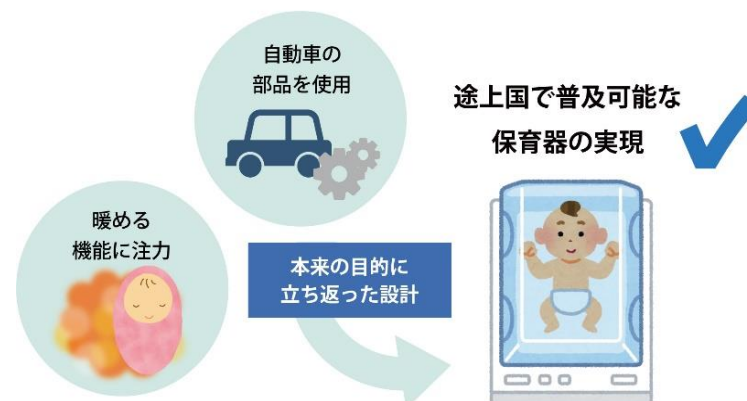 自動車の
部品を使用
途上国で普及可能な
保育器の実現
暖める
機能に注力
本来の目的に
立ち返った設計